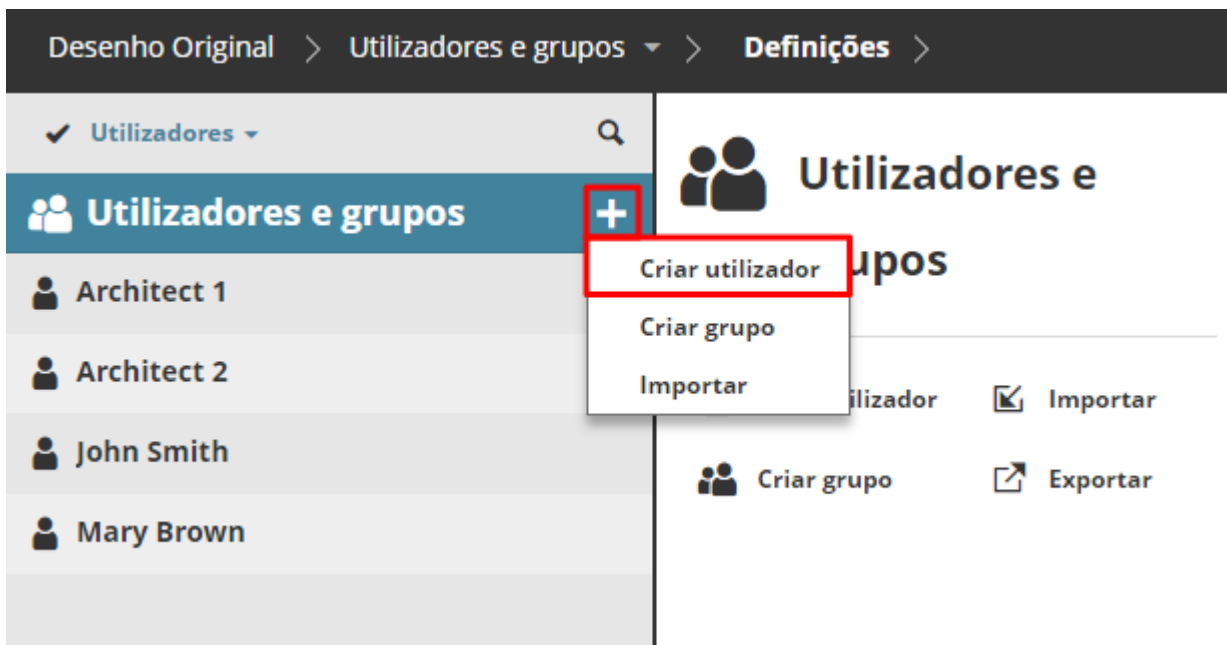 Desenho Original > Utilizadores e grupos > Definições >
Utilizadores
Utilizadores e grupos
Architect 1
Architect 2
John Smith
Mary Brown
Criar utilizador
Criar grupo
Importar
Utilizadores e
upos
ilizador
Importar
Criar grupo
Exportar